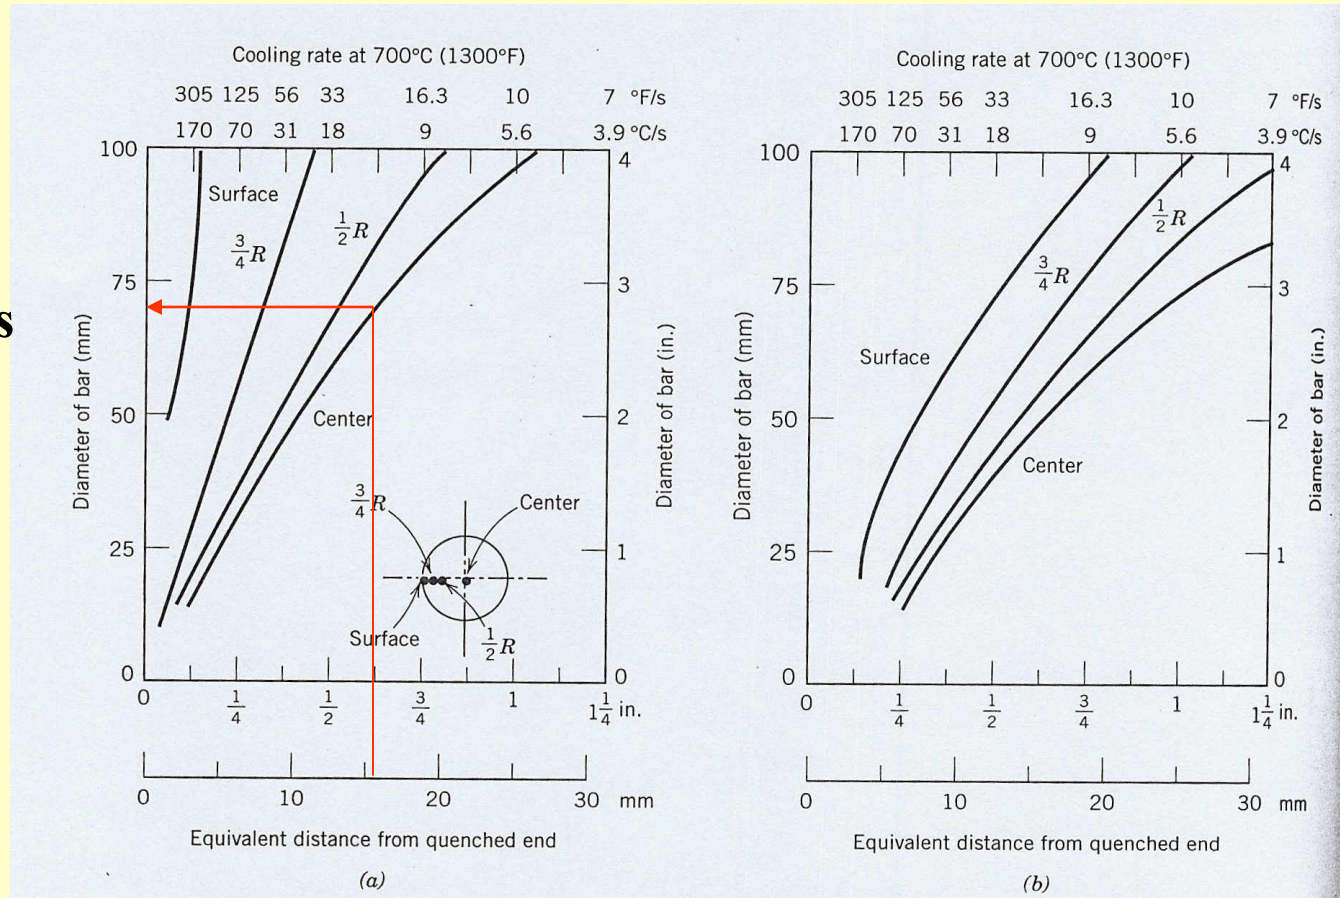 Cooling rate at 700°C (1300°F)
305 125 56 33 16.3 10 7 °F/s
170 70 31 18 9 5.6 3.9 °C/s
100
75
50
25
0
Diameter of bar (mm)
s
Surface
3/4 R
1/2 R
Center
3/4 R
Center
Surface
1/2 R
4
3
2
1
0
Diameter of bar (in.)
0 1/4 1/2 3/4 1 1 1/4 in.
0 10 20 30 mm
Equivalent distance from quenched end
(a)
Cooling rate at 700°C (1300°F)
305 125 56 33 16.3 10 7 °F/s
170 70 31 18 9 5.6 3.9 °C/s
100
75
50
25
0
Diameter of bar (mm)
Surface
3/4 R
1/2 R
Center
4
3
2
1
0
Diameter of bar (in.)
0 1/4 1/2 3/4 1 1 1/4 in.
0 10 20 30 mm
Equivalent distance from quenched end
(b)